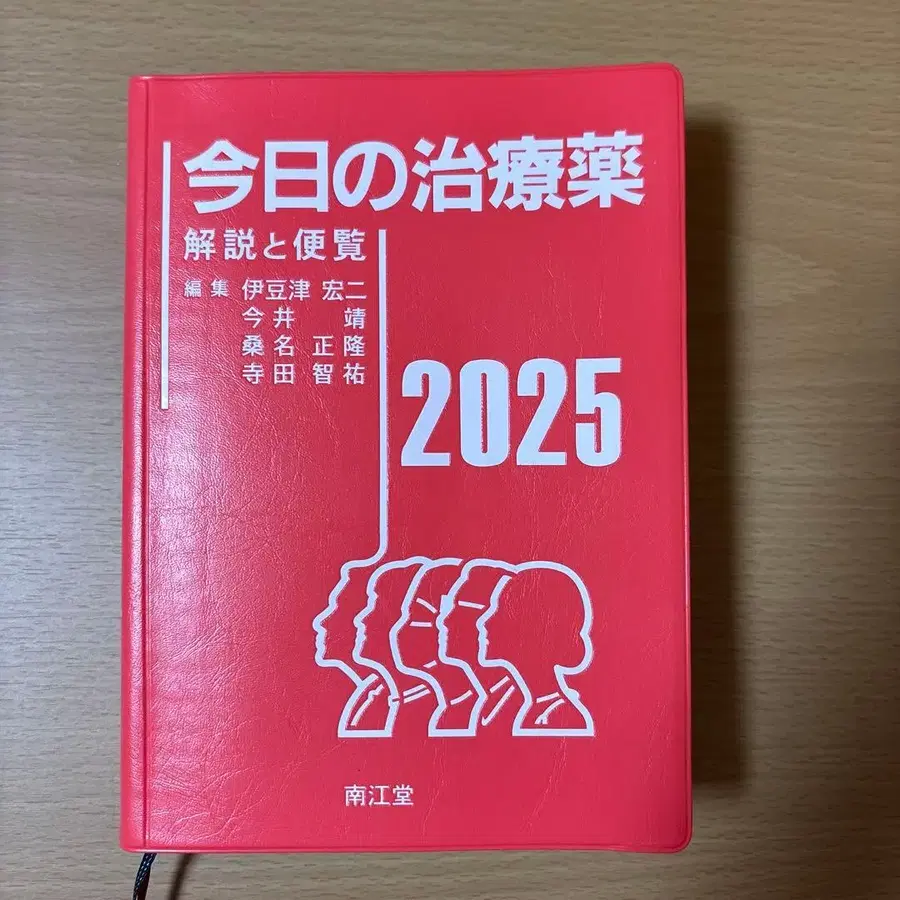 今日の治療薬
解説と便覧
編集 伊豆津 宏二
今井 靖
桑名 正隆
寺田 智祐
2025
南江堂